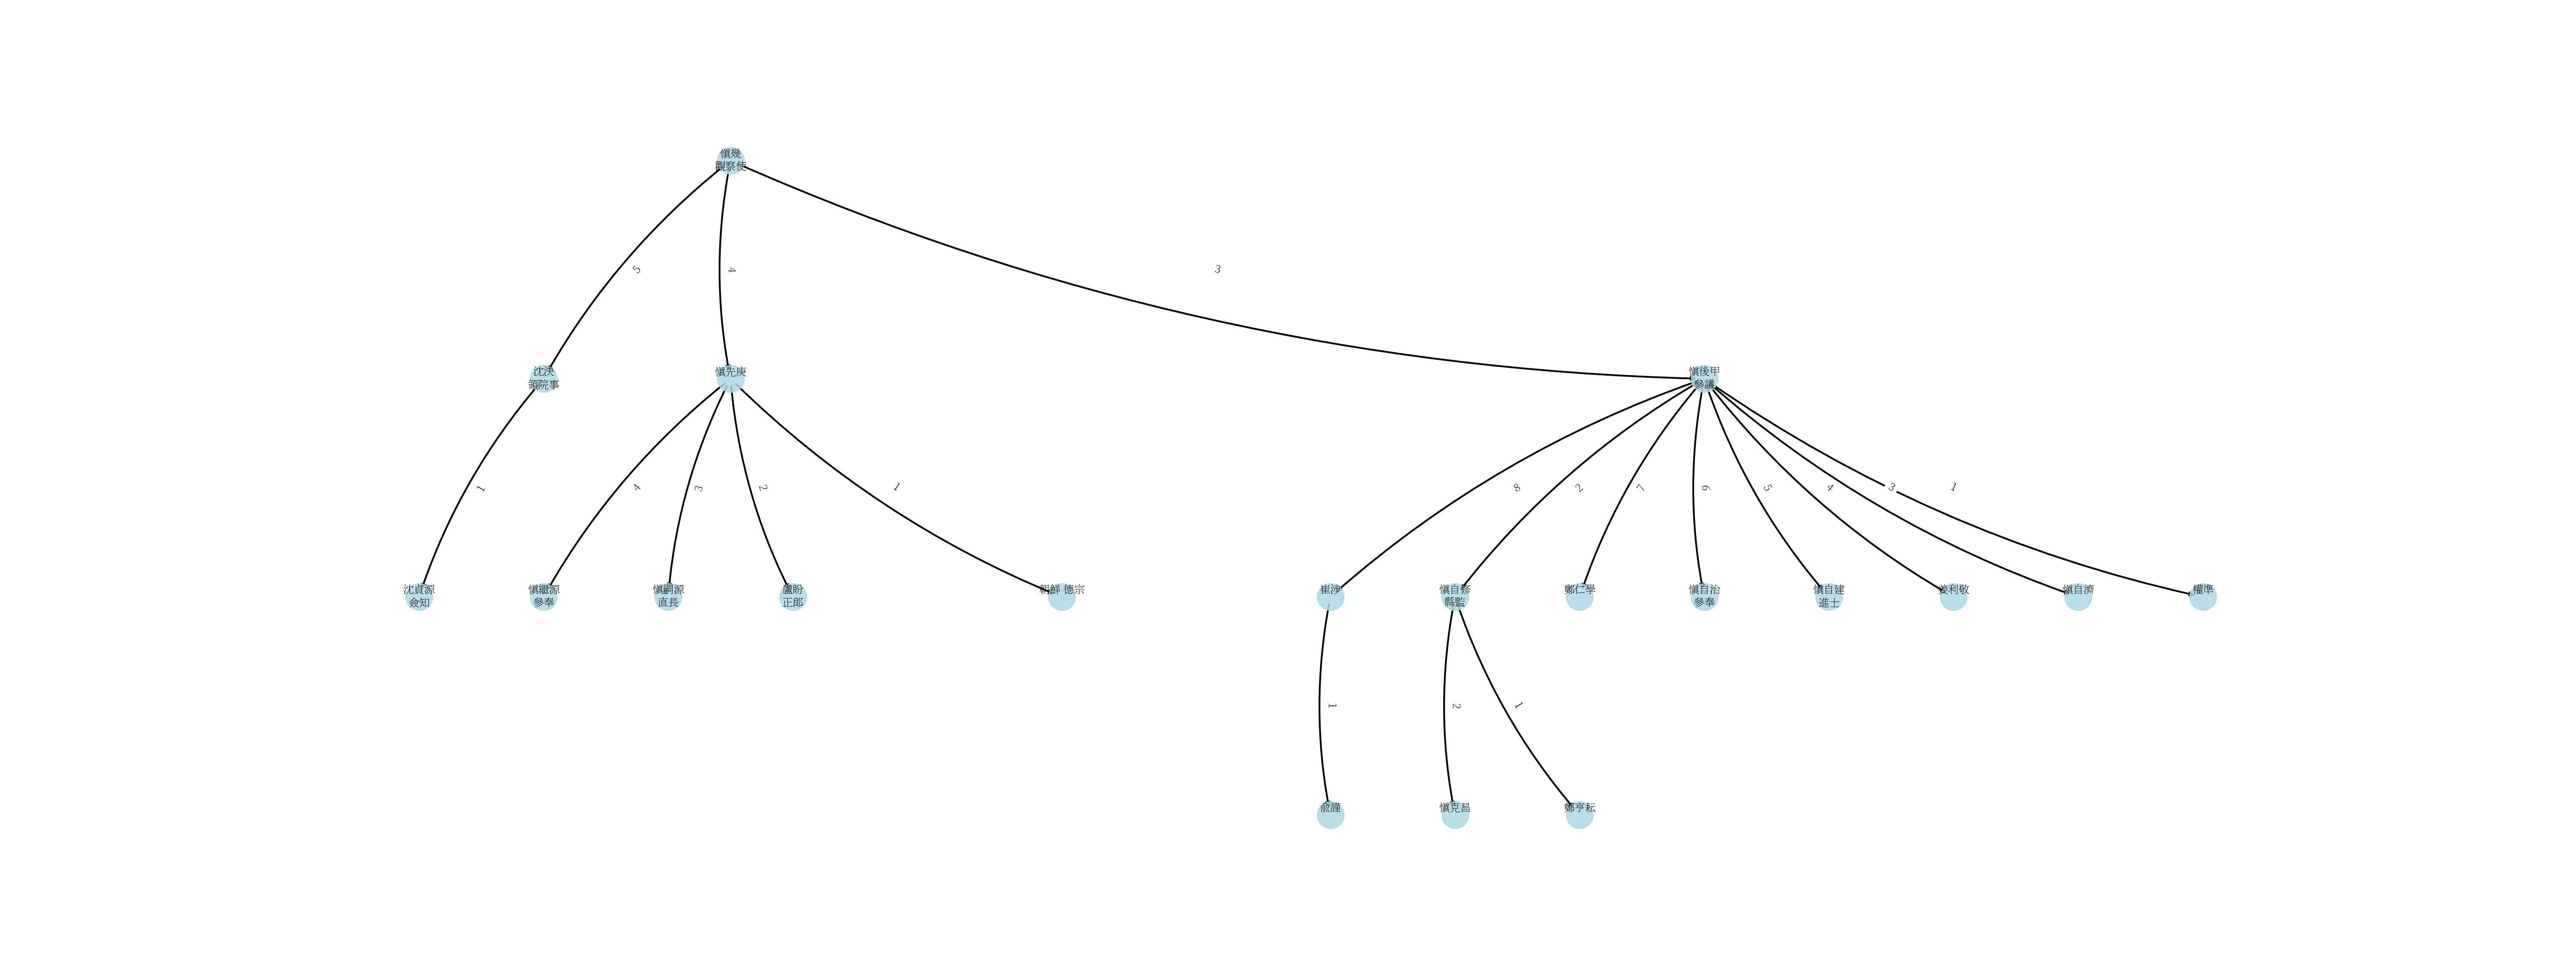 愼幾
觀察使
5
4
3
沈決
領院事
愼先庚
愼後甲
參議
1
4
3
2
1
8
2
7
6
5
4
3
1
沈貞源
僉知
愼繼源
參奉
愼嗣源
直長
盧盼
正郎
朝鮮 德宗
崔渉
愼自修
縣監
鄭仁學
愼自治
參奉
愼自建
進士
姜利敬
愼自濟
權準
1
2
1
兪謹
愼克昌
鄭亨耘